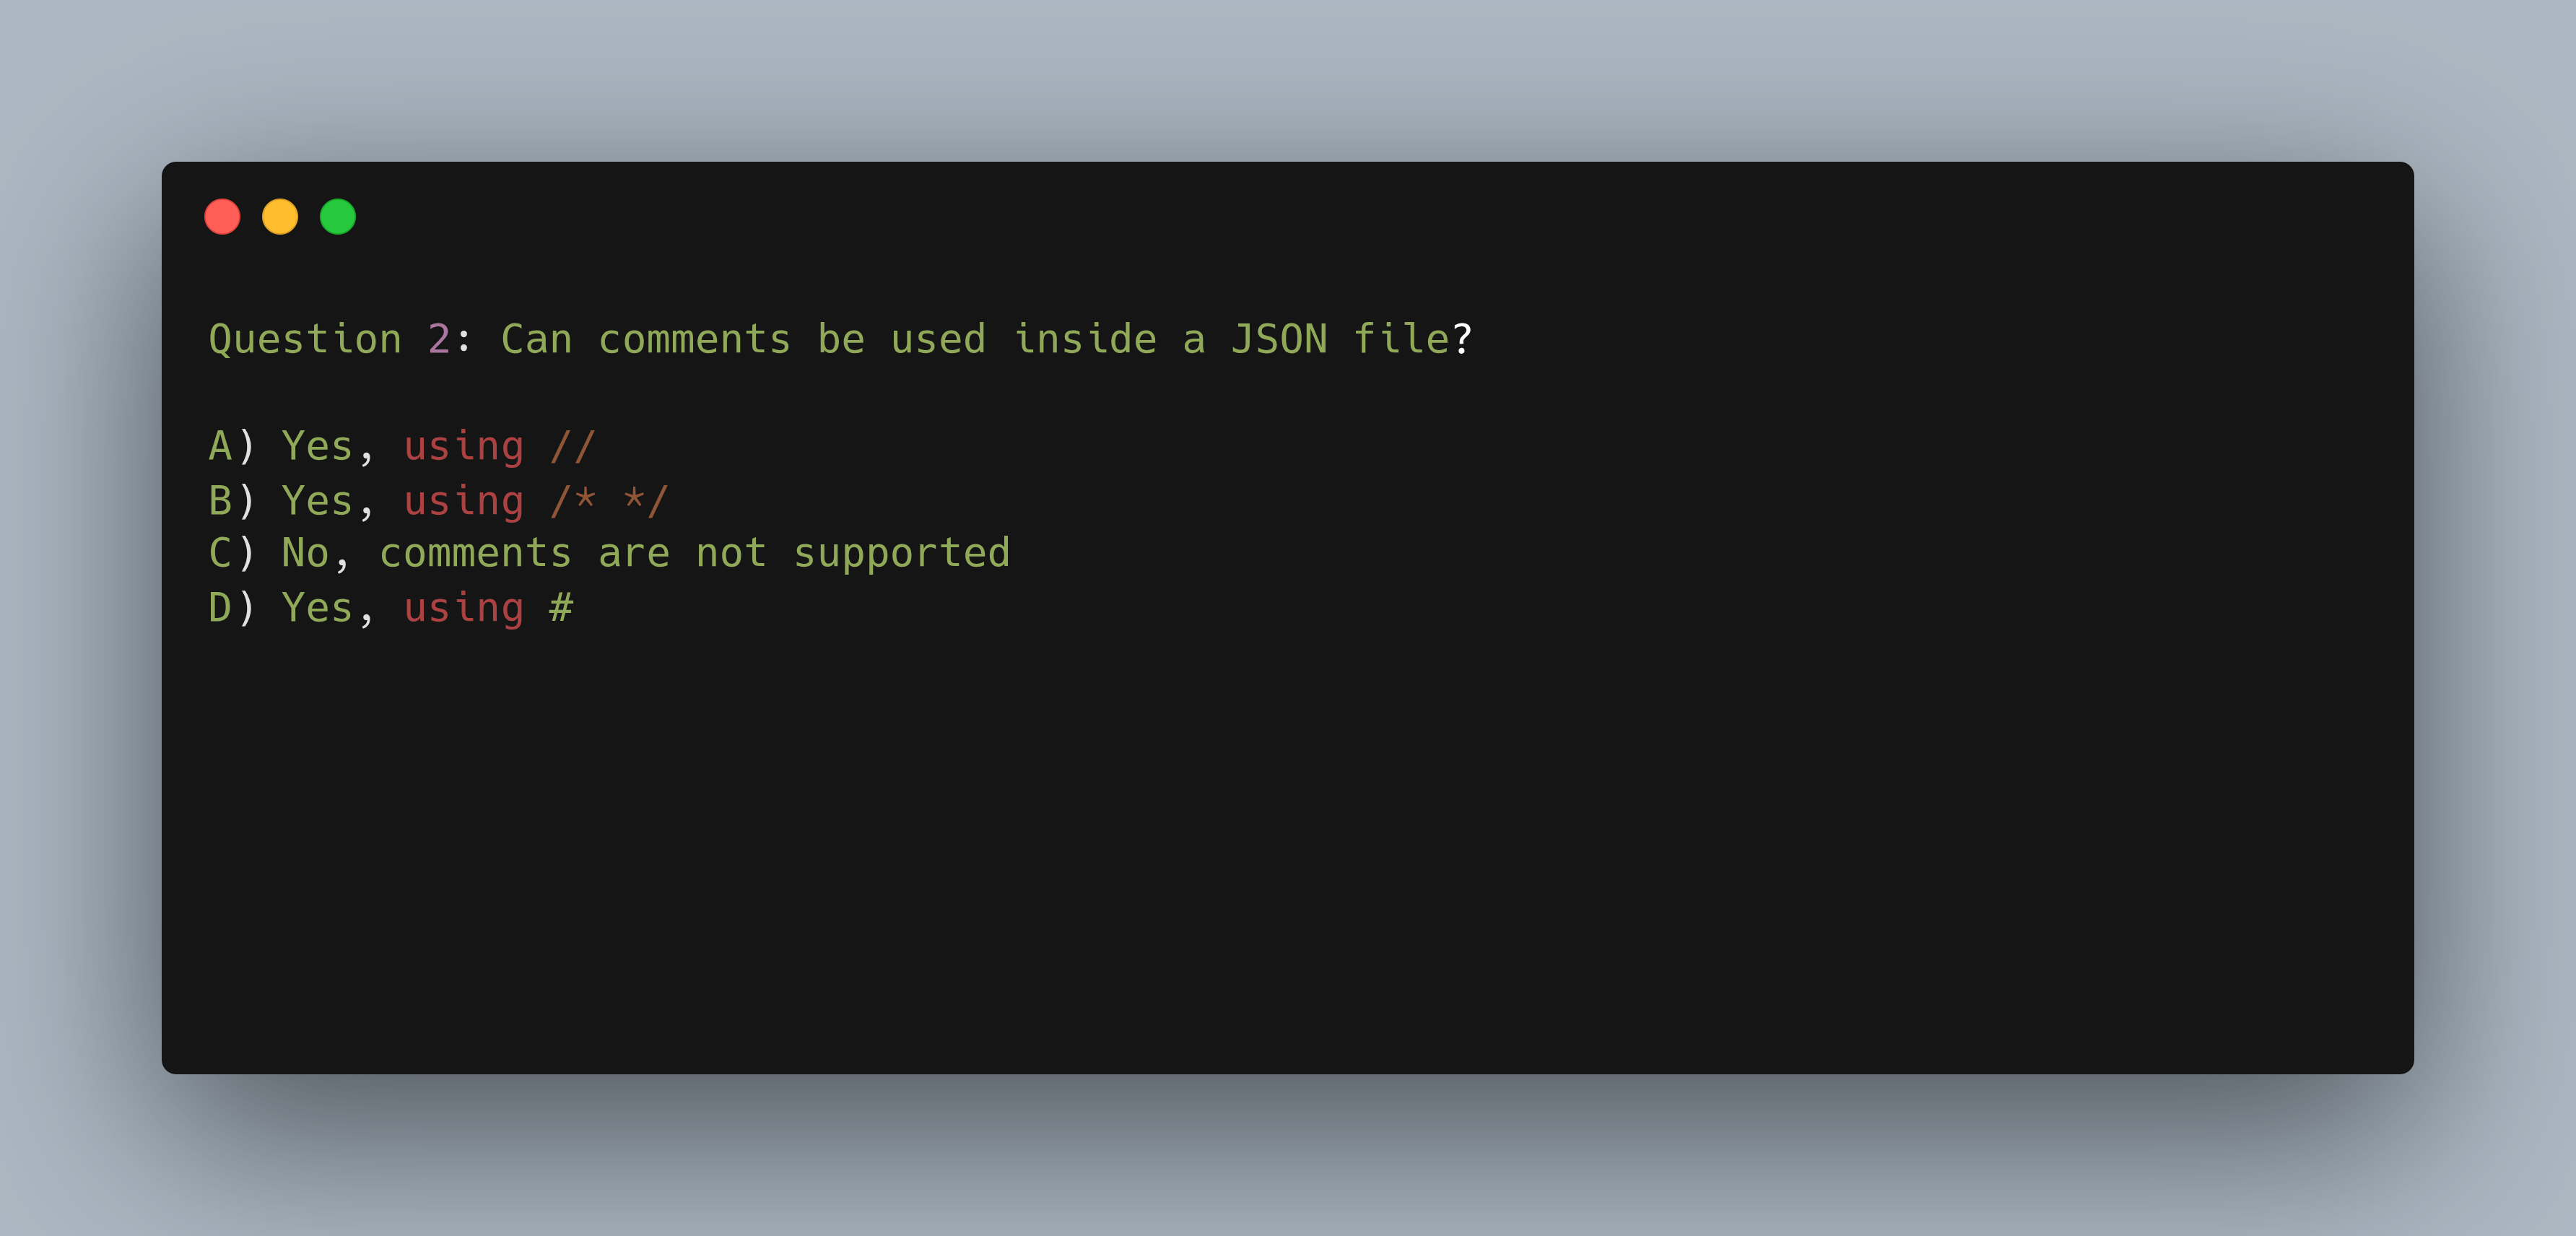 Question 2: Can comments be used inside a JSON file?
A) Yes, using //
B) Yes, using /* */
C) No, comments are not supported
D) Yes, using #